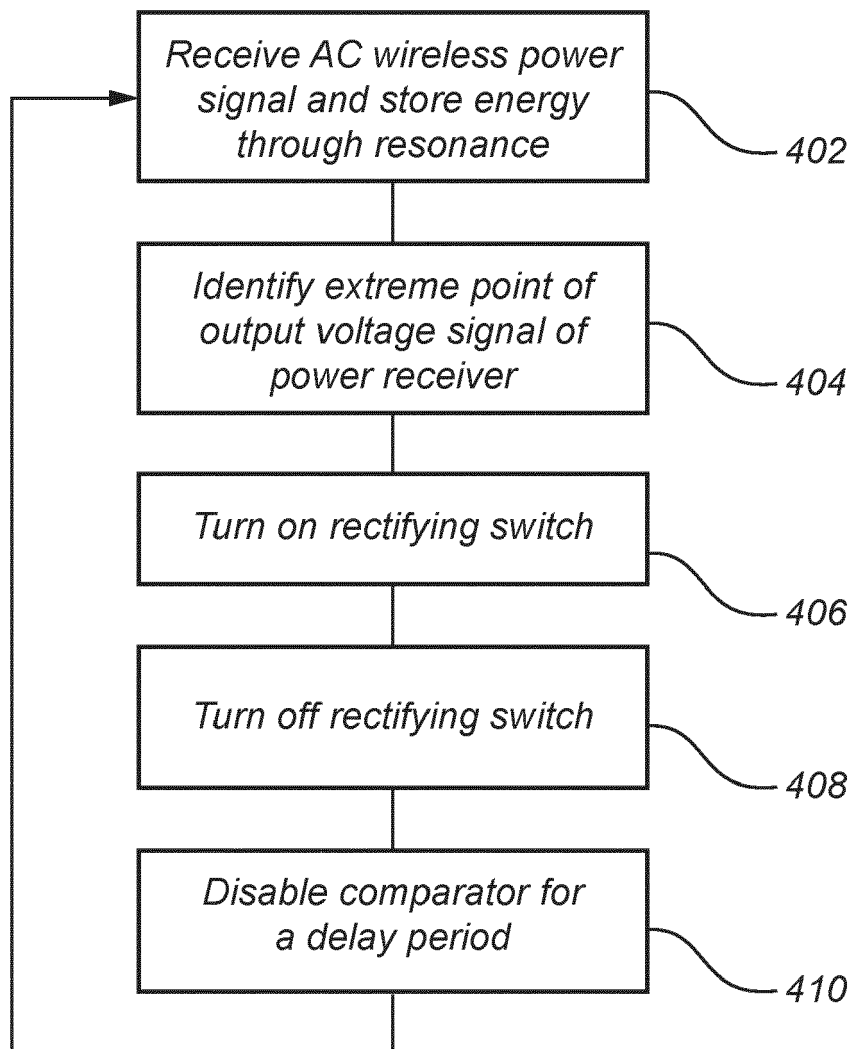 Receive AC wireless power
signal and store energy
through resonance
402
Identify extreme point of
output voltage signal of
power receiver
404
Turn on rectifying switch
406
Turn off rectifying switch
408
Disable comparator for
a delay period
410